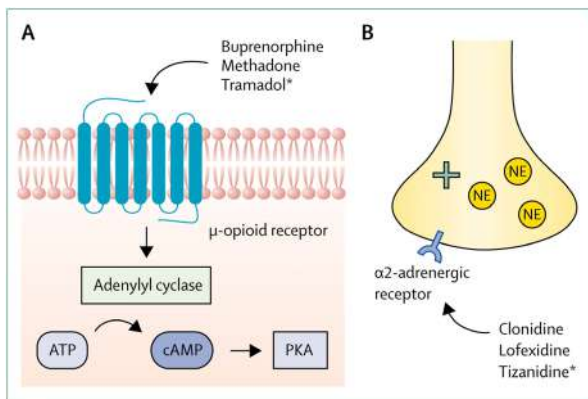 A
Buprenorphine
Methadone
Tramadol*
μ-opioid receptor
Adenylyl cyclase
ATP
cAMP
PKA
B
NE
NE
NE
α2-adrenergic
receptor
Clonidine
Lofexidine
Tizanidine*